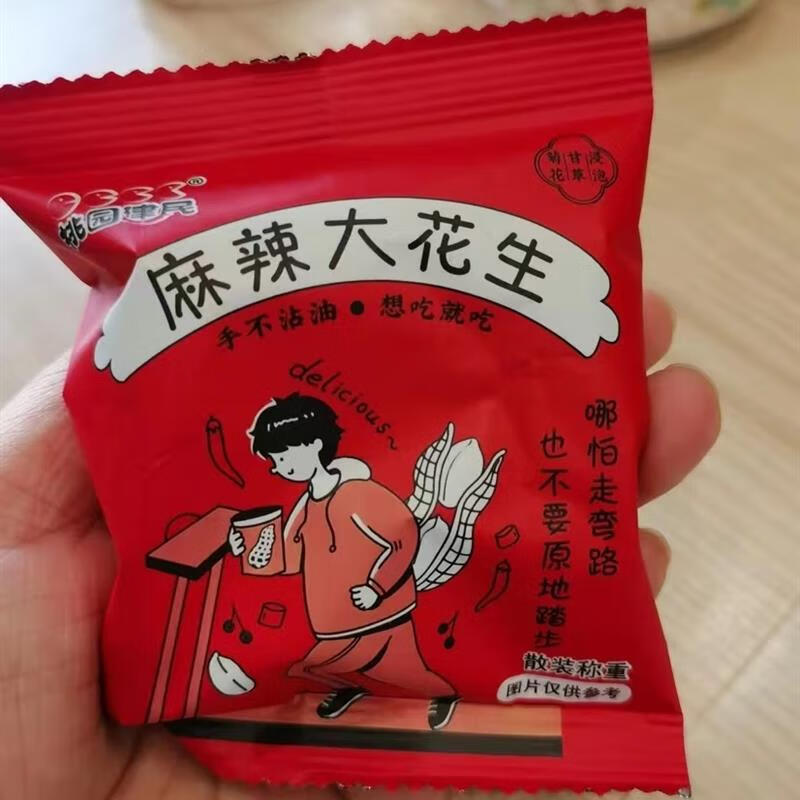 桃园建民®
菊花
甘草
浸泡
麻辣大花生
手不沾油●想吃就吃
delicious~
哪怕走弯路
也不要原地踏步
散装称重
图片仅供参考